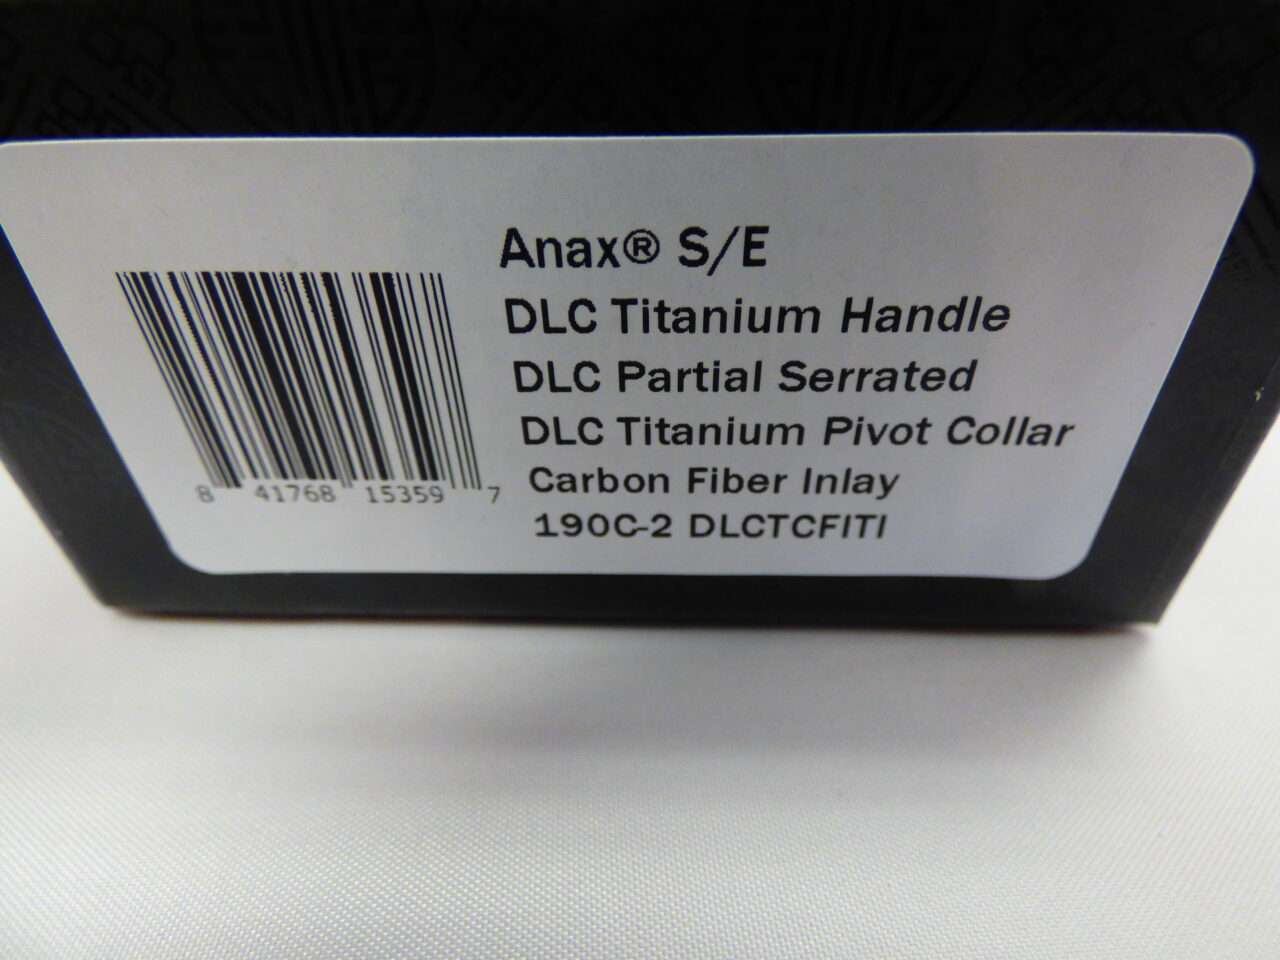 Anax® S/E
DLC Titanium Handle
DLC Partial Serrated
DLC Titanium Pivot Collar
Carbon Fiber Inlay
190C-2 DLCTCFITI
8 41768 15359 7